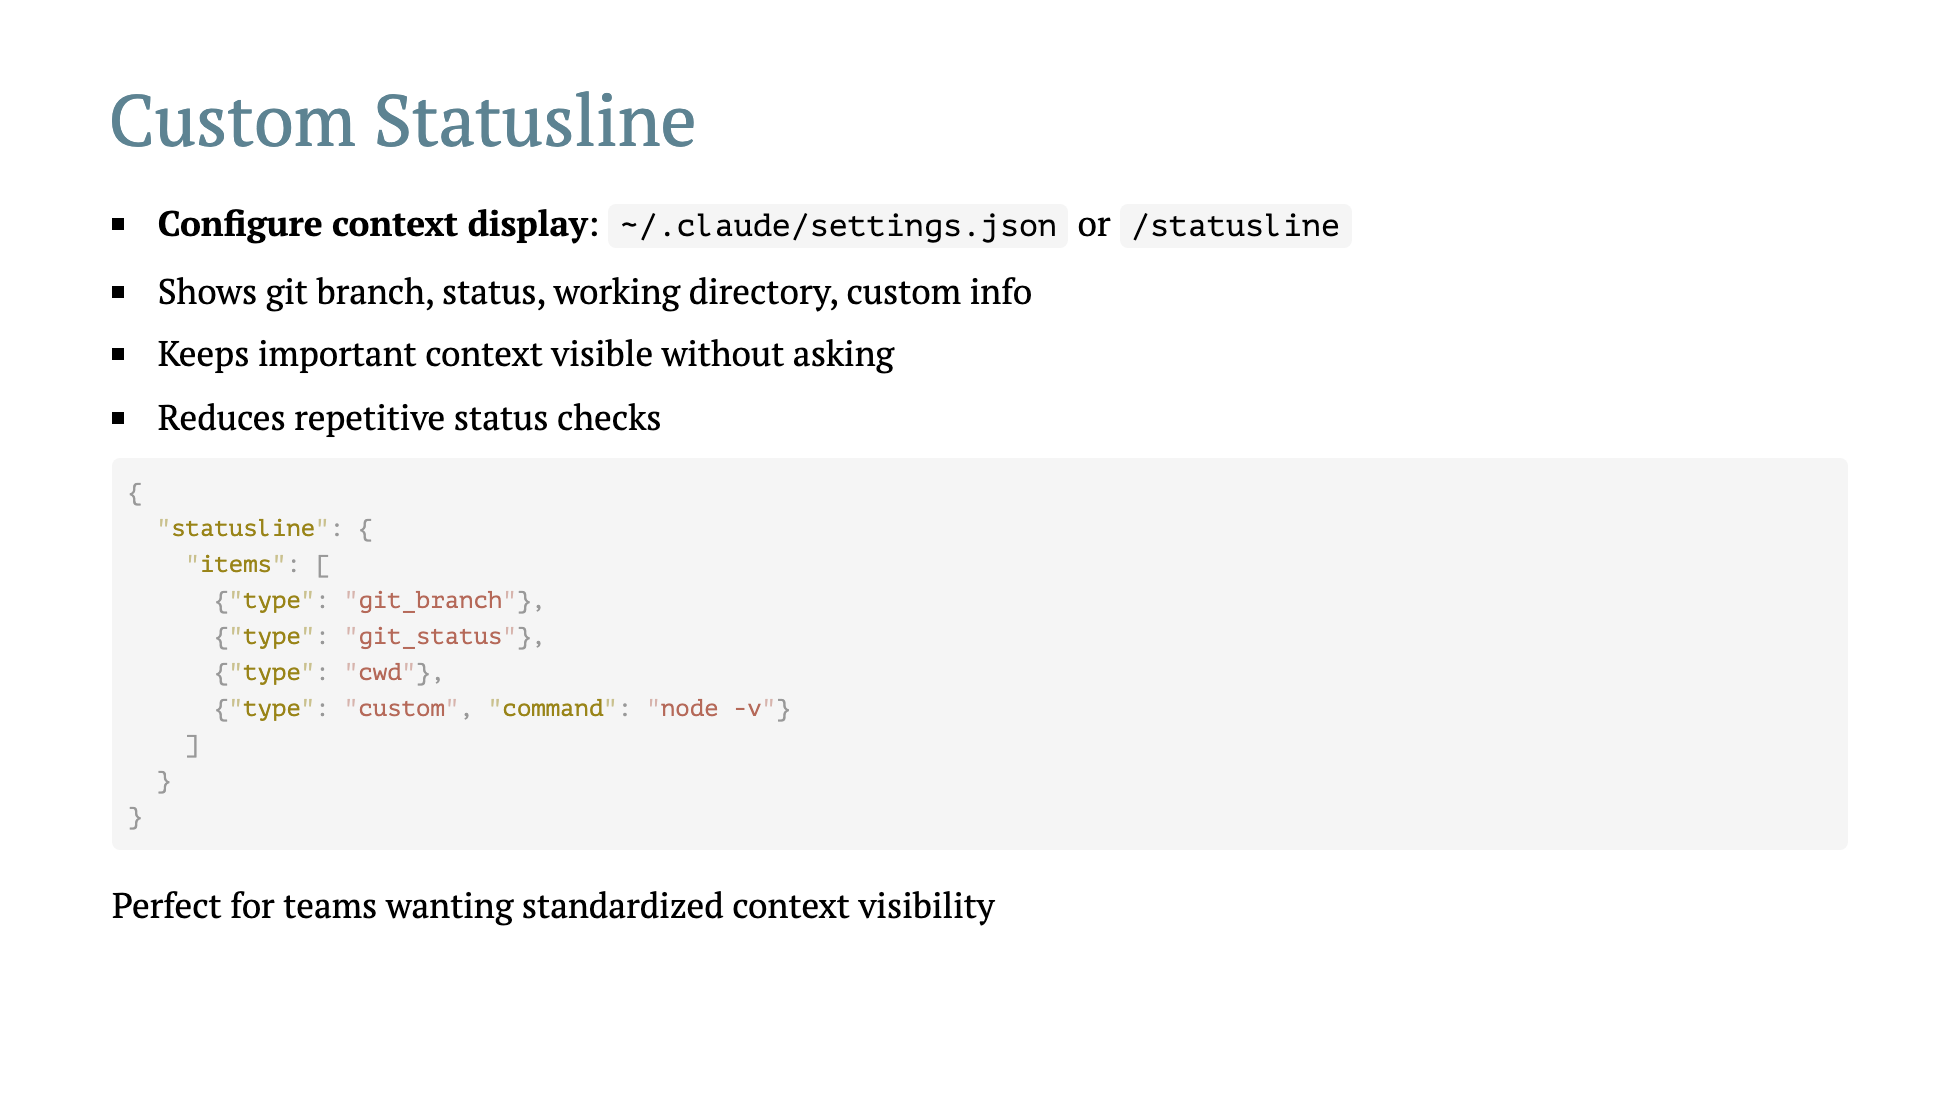 Custom Statusline
▪ Configure context display: ~/.claude/settings.json or /statusline
▪ Shows git branch, status, working directory, custom info
▪ Keeps important context visible without asking
▪ Reduces repetitive status checks
{
  "statusline": {
    "items": [
      {"type": "git_branch"},
      {"type": "git_status"},
      {"type": "cwd"},
      {"type": "custom", "command": "node -v"}
    ]
  }
}
Perfect for teams wanting standardized context visibility